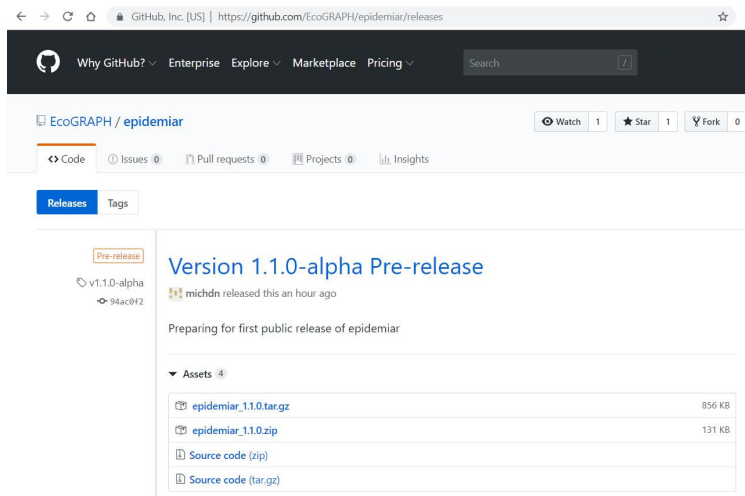 GitHub, Inc. [US] | https://github.com/EcoGRAPH/epidemiar/releases
Why GitHub? Enterprise Explore Marketplace Pricing Search /
EcoGRAPH / epidemiar Watch 1 Star 1 Fork 0
Code Issues 0 Pull requests 0 Projects 0 Insights
Releases Tags
Pre-release
Version 1.1.0-alpha Pre-release
v1.1.0-alpha
michdn released this an hour ago
94ac0f2
Preparing for first public release of epidemiar
Assets 4
epidemiar_1.1.0.tar.gz 856 KB
epidemiar_1.1.0.zip 131 KB
Source code (zip)
Source code (tar.gz)